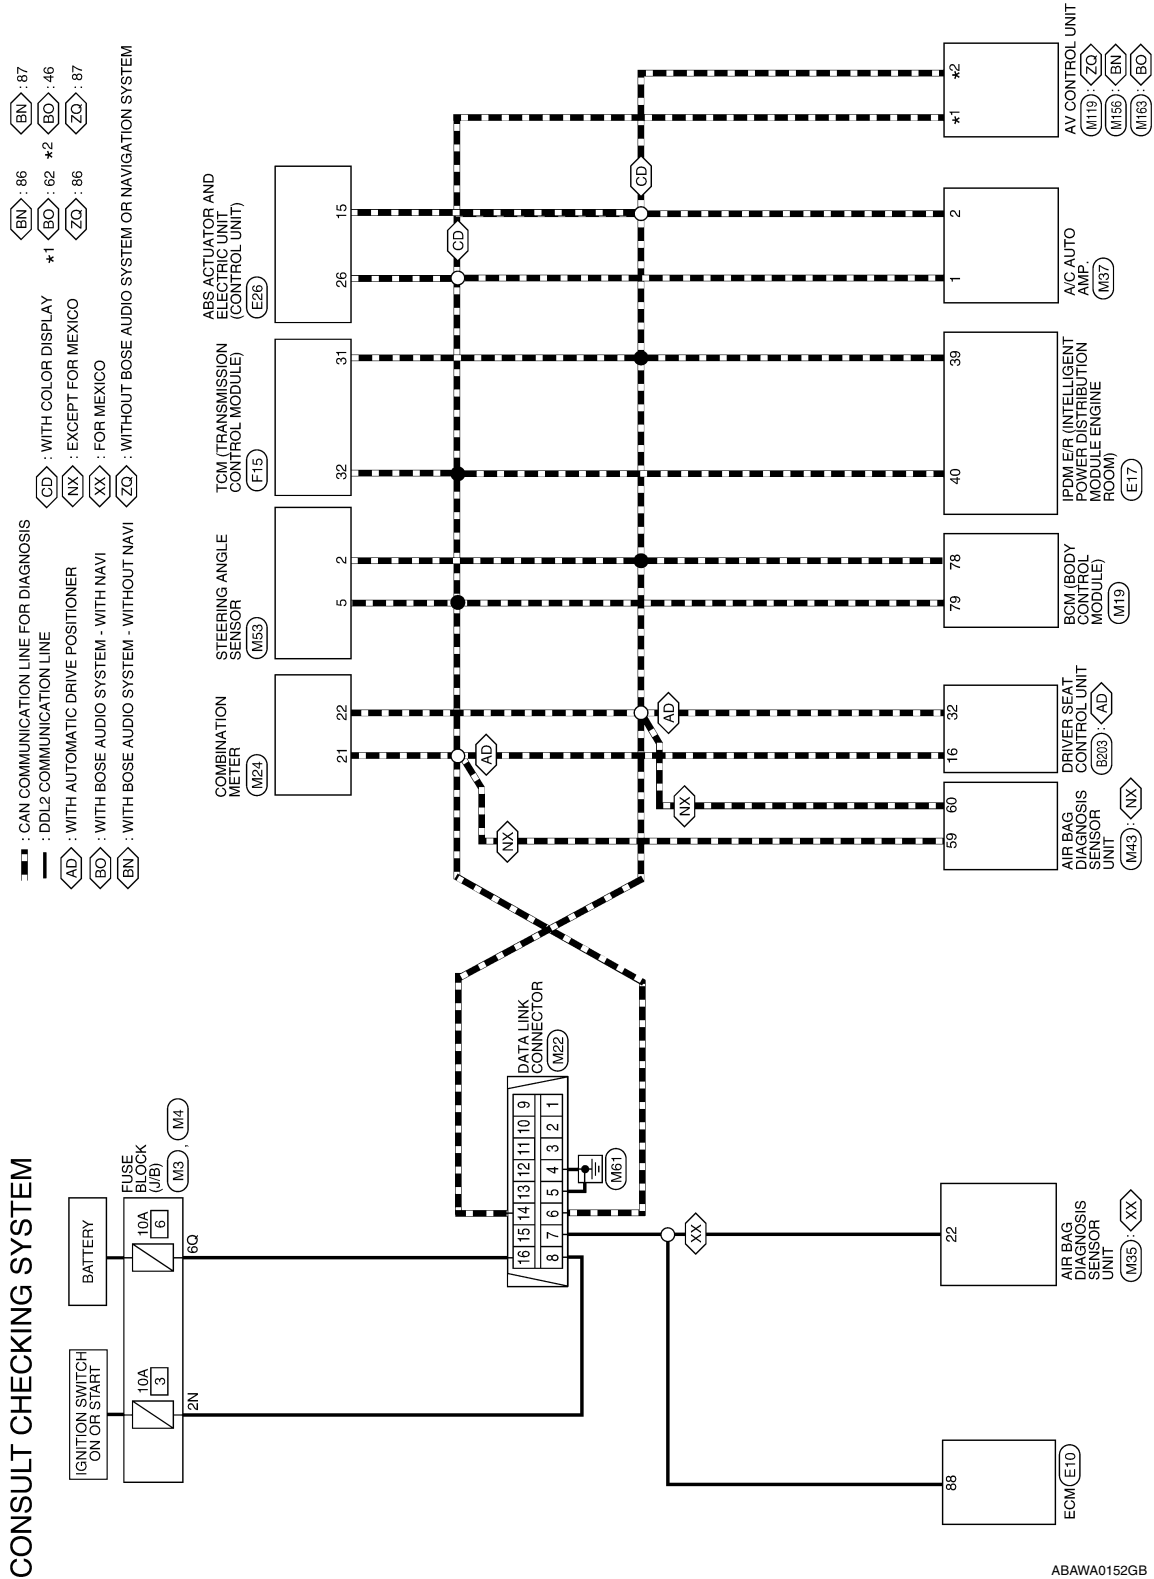 CONSULT CHECKING SYSTEM
: CAN COMMUNICATION LINE FOR DIAGNOSIS
: DDL2 COMMUNICATION LINE
AD : WITH AUTOMATIC DRIVE POSITIONER
BO : WITH BOSE AUDIO SYSTEM - WITH NAVI
BN : WITH BOSE AUDIO SYSTEM - WITHOUT NAVI
CD : WITH COLOR DISPLAY
NX : EXCEPT FOR MEXICO
XX : FOR MEXICO
ZQ : WITHOUT BOSE AUDIO SYSTEM OR NAVIGATION SYSTEM
BN : 86
*1 BO : 62
ZQ : 86
BN : 87
*2 BO : 46
ZQ : 87
IGNITION SWITCH
ON OR START
BATTERY
FUSE
BLOCK
(J/B)
M3 , M4
10A
3
10A
6
2N
6Q
DATA LINK
CONNECTOR
M22
16 15 14 13 12 11 10 9
8 7 6 5 4 3 2 1
M61
XX
COMBINATION
METER
M24
21 22
STEERING ANGLE
SENSOR
M53
5 2
TCM (TRANSMISSION
CONTROL MODULE)
F15
32 31
ABS ACTUATOR AND
ELECTRIC UNIT
(CONTROL UNIT)
E26
26 15
CD
CD
AD
AD
NX
NX
88
ECM E10
22
AIR BAG
DIAGNOSIS
SENSOR
UNIT
M35 : XX
59 60
AIR BAG
DIAGNOSIS
SENSOR
UNIT
M43 : NX
16 32
DRIVER SEAT
CONTROL UNIT
B203 : AD
79 78
BCM (BODY
CONTROL
MODULE)
M19
40 39
IPDM E/R (INTELLIGENT
POWER DISTRIBUTION
MODULE ENGINE
ROOM)
E17
1 2
A/C AUTO
AMP.
M37
*1 *2
AV CONTROL UNIT
M119 : ZQ
M156 : BN
M163 : BO
ABAWA0152GB